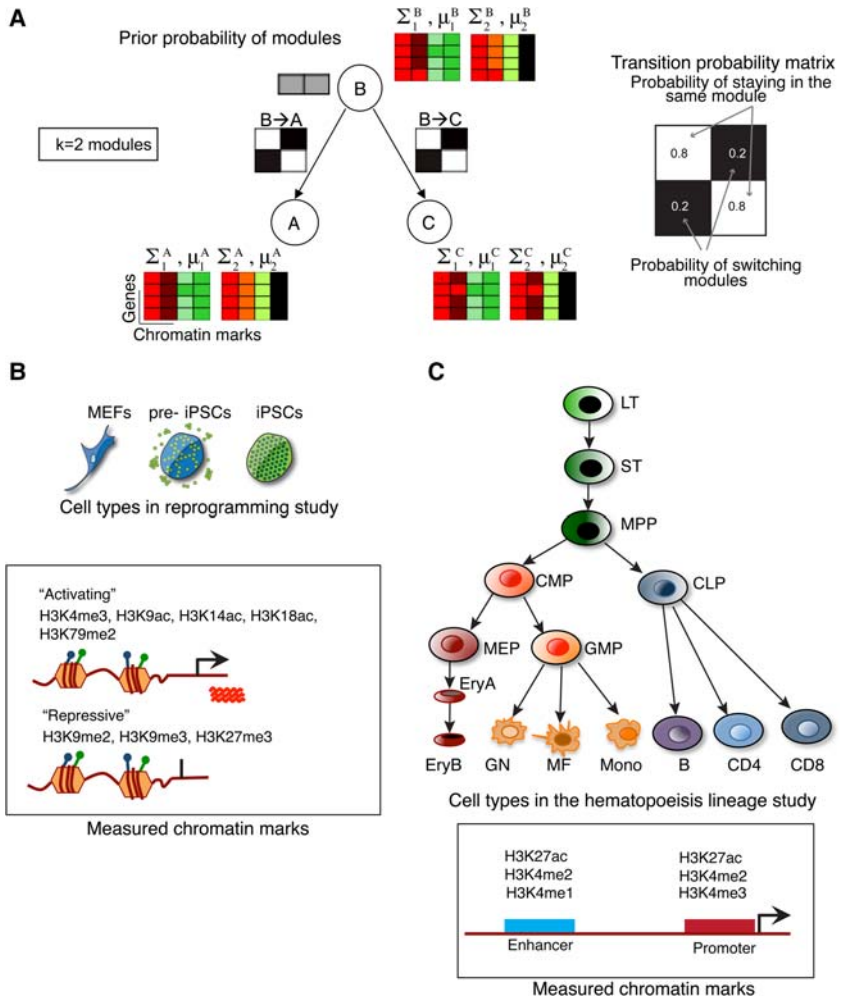 A
Prior probability of modules
Σ₁ᴮ , μ₁ᴮ Σ₂ᴮ , μ₂ᴮ
B
k=2 modules
B→A
B→C
A
C
Σ₁ᴬ , μ₁ᴬ Σ₂ᴬ , μ₂ᴬ
Σ₁ᶜ , μ₁ᶜ Σ₂ᶜ , μ₂ᶜ
Genes
Chromatin marks
Transition probability matrix
Probability of staying in the
same module
0.8
0.2
0.2
0.8
Probability of switching
modules
B
MEFs pre- iPSCs iPSCs
Cell types in reprogramming study
“Activating”
H3K4me3, H3K9ac, H3K14ac, H3K18ac,
H3K79me2
“Repressive”
H3K9me2, H3K9me3, H3K27me3
Measured chromatin marks
C
LT
ST
MPP
CMP
CLP
MEP
GMP
EryA
EryB GN MF Mono B CD4 CD8
Cell types in the hematopoeisis lineage study
H3K27ac
H3K4me2
H3K4me1
Enhancer
H3K27ac
H3K4me2
H3K4me3
Promoter
Measured chromatin marks